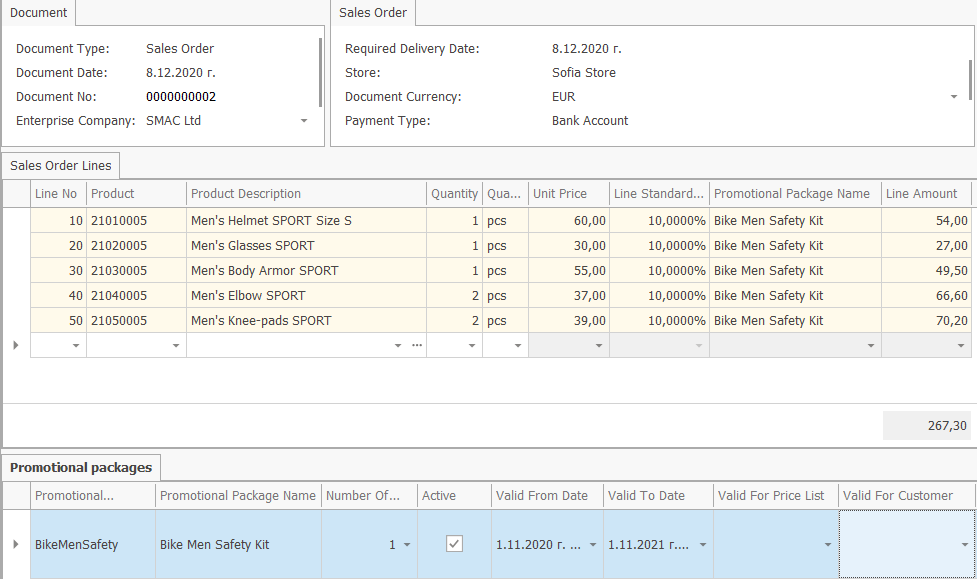 Document
Document Type: Sales Order
Document Date: 8.12.2020 г.
Document No: 0000000002
Enterprise Company: SMAC Ltd
Sales Order
Required Delivery Date: 8.12.2020 г.
Store: Sofia Store
Document Currency: EUR
Payment Type: Bank Account
Sales Order Lines
Line No Product Product Description Quantity Qua... Unit Price Line Standard... Promotional Package Name Line Amount
10 21010005 Men's Helmet SPORT Size S 1 pcs 60,00 10,0000% Bike Men Safety Kit 54,00
20 21020005 Men's Glasses SPORT 1 pcs 30,00 10,0000% Bike Men Safety Kit 27,00
30 21030005 Men's Body Armor SPORT 1 pcs 55,00 10,0000% Bike Men Safety Kit 49,50
40 21040005 Men's Elbow SPORT 2 pcs 37,00 10,0000% Bike Men Safety Kit 66,60
50 21050005 Men's Knee-pads SPORT 2 pcs 39,00 10,0000% Bike Men Safety Kit 70,20
...
267,30
Promotional packages
Promotional... Promotional Package Name Number Of... Active Valid From Date Valid To Date Valid For Price List Valid For Customer
BikeMenSafety Bike Men Safety Kit 1 1.11.2020 г. ... 1.11.2021 г....